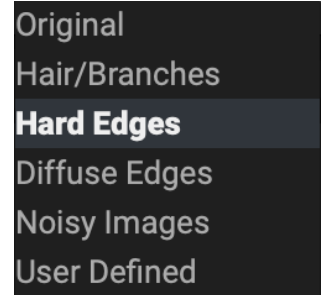 Original
Hair/Branches
Hard Edges
Diffuse Edges
Noisy Images
User Defined